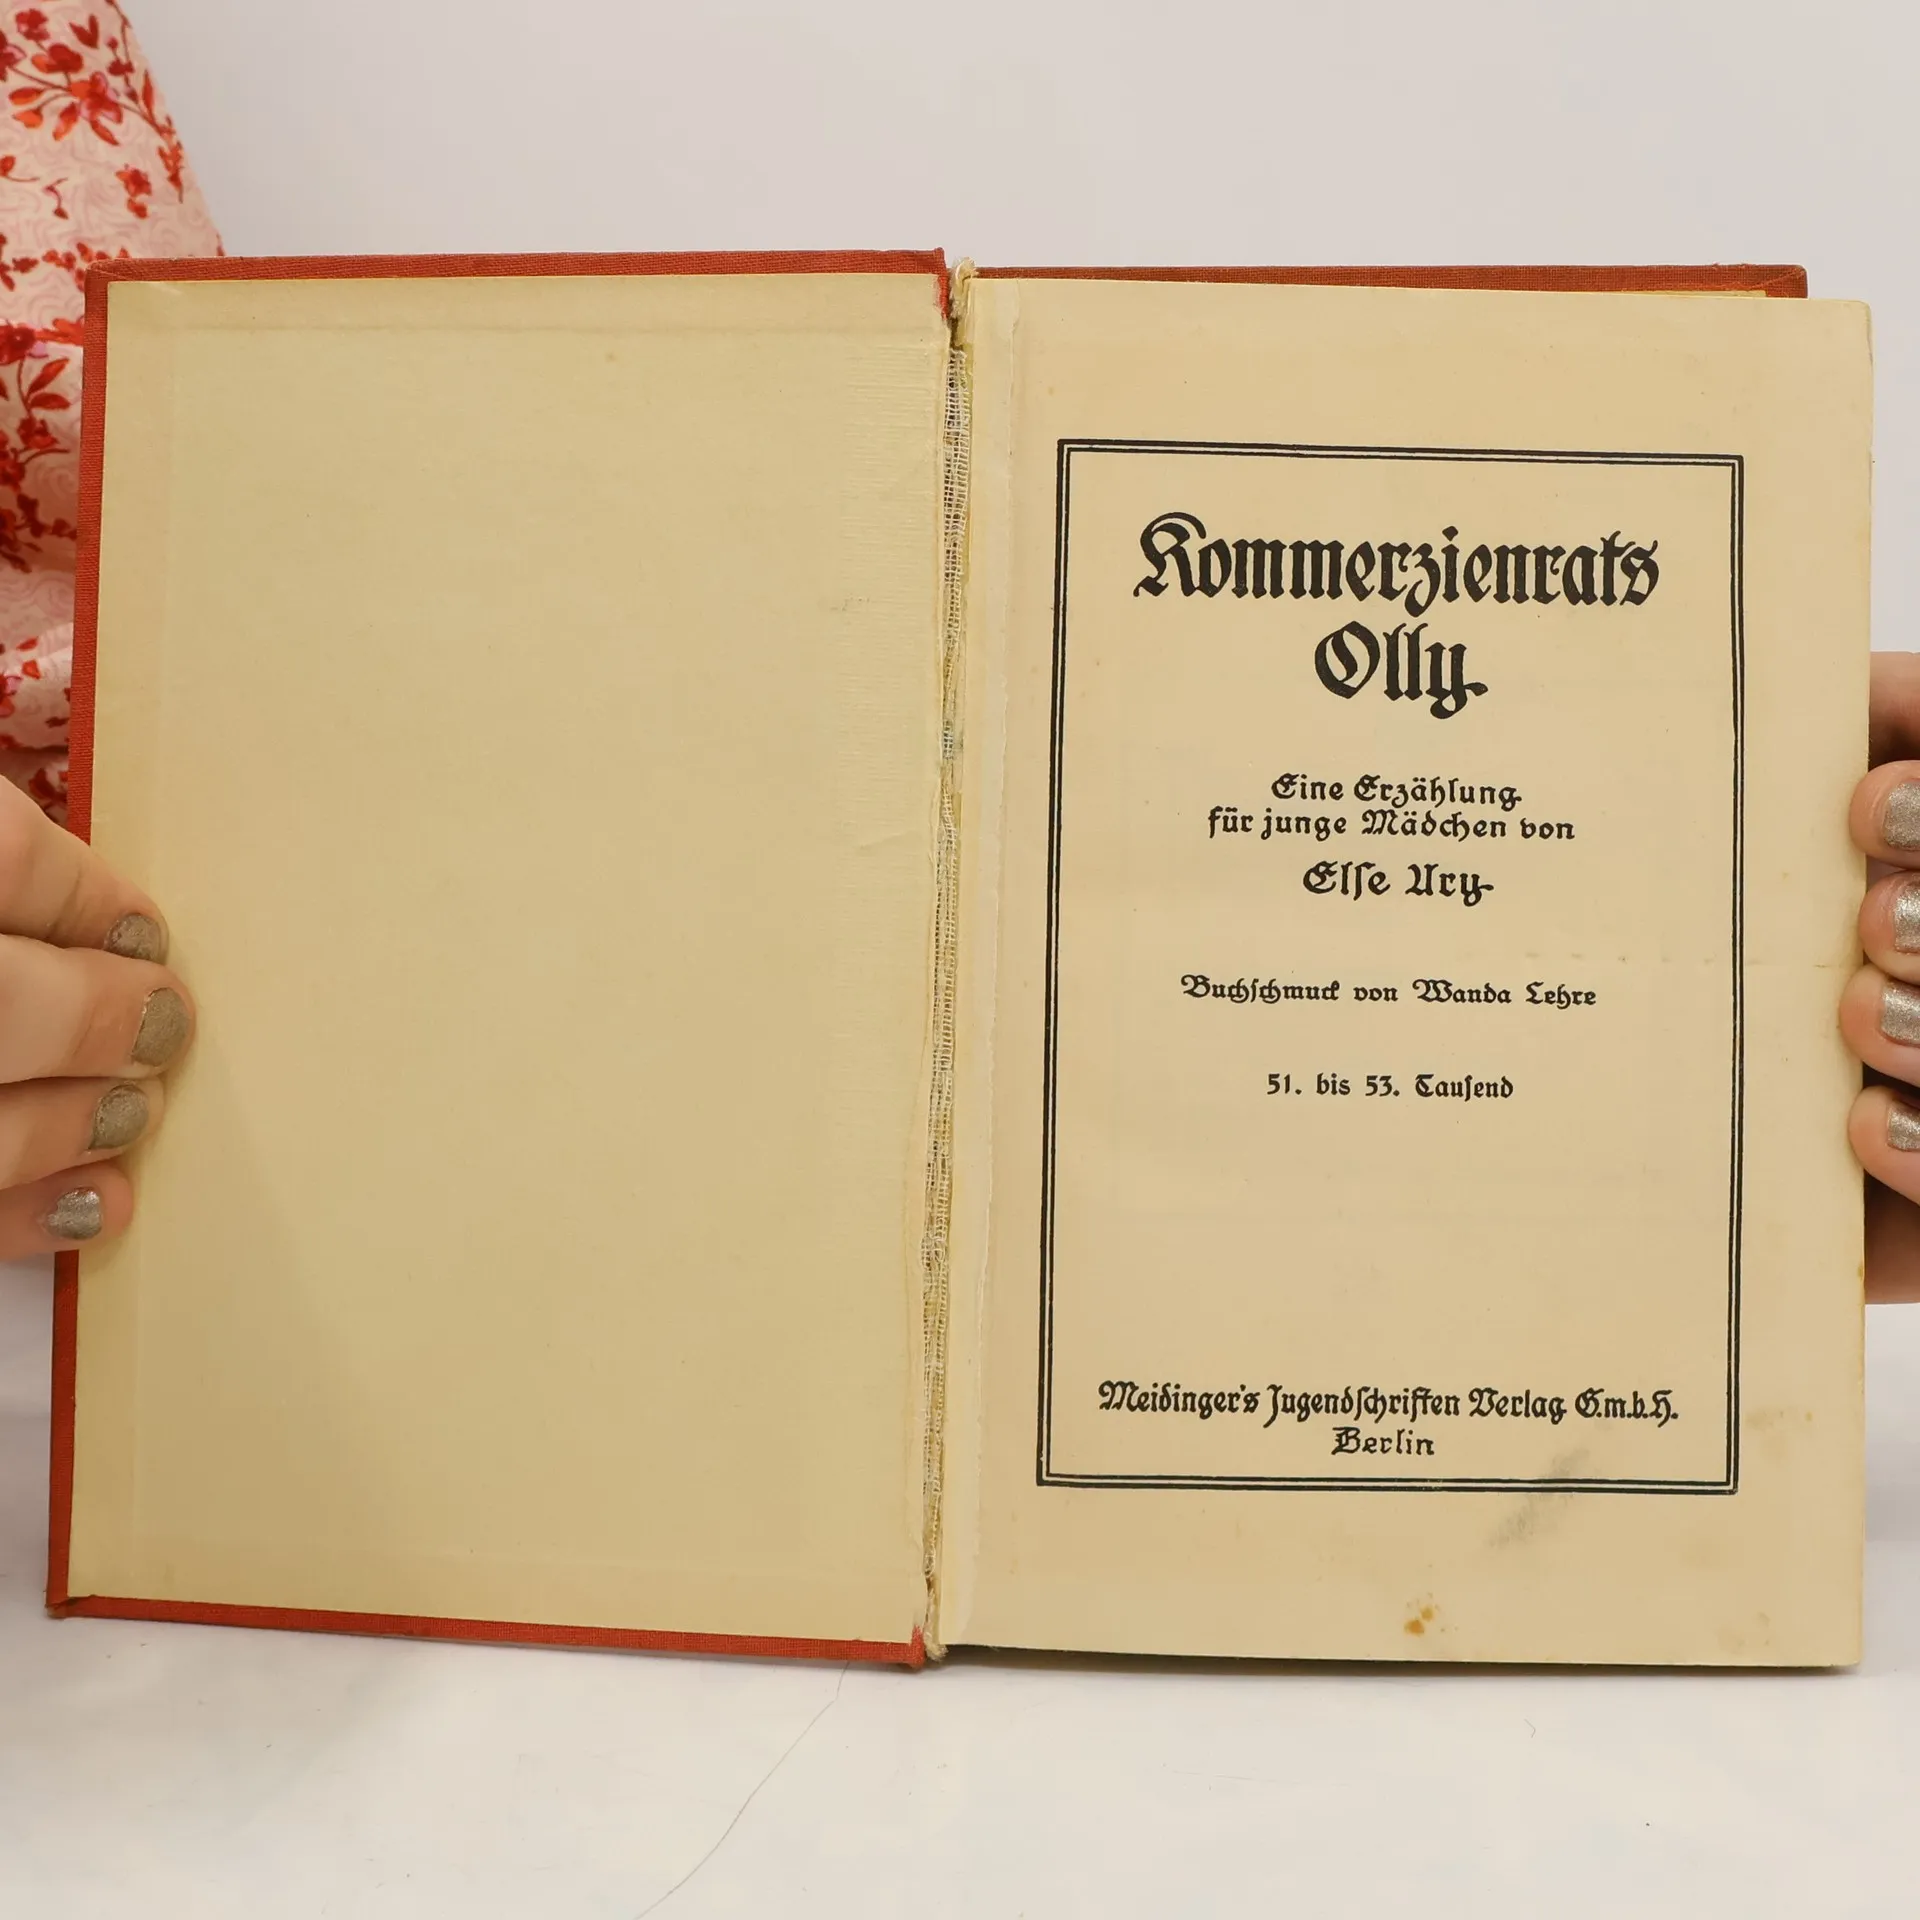 Kommerzienrats
Olly
Eine Erzählung
für junge Mädchen von
Elſe Ury
Buchſchmuck von Wanda Lehre
51. bis 53. Tauſend
Meidinger's Jugendſchriften Verlag G.m.b.H.
Berlin